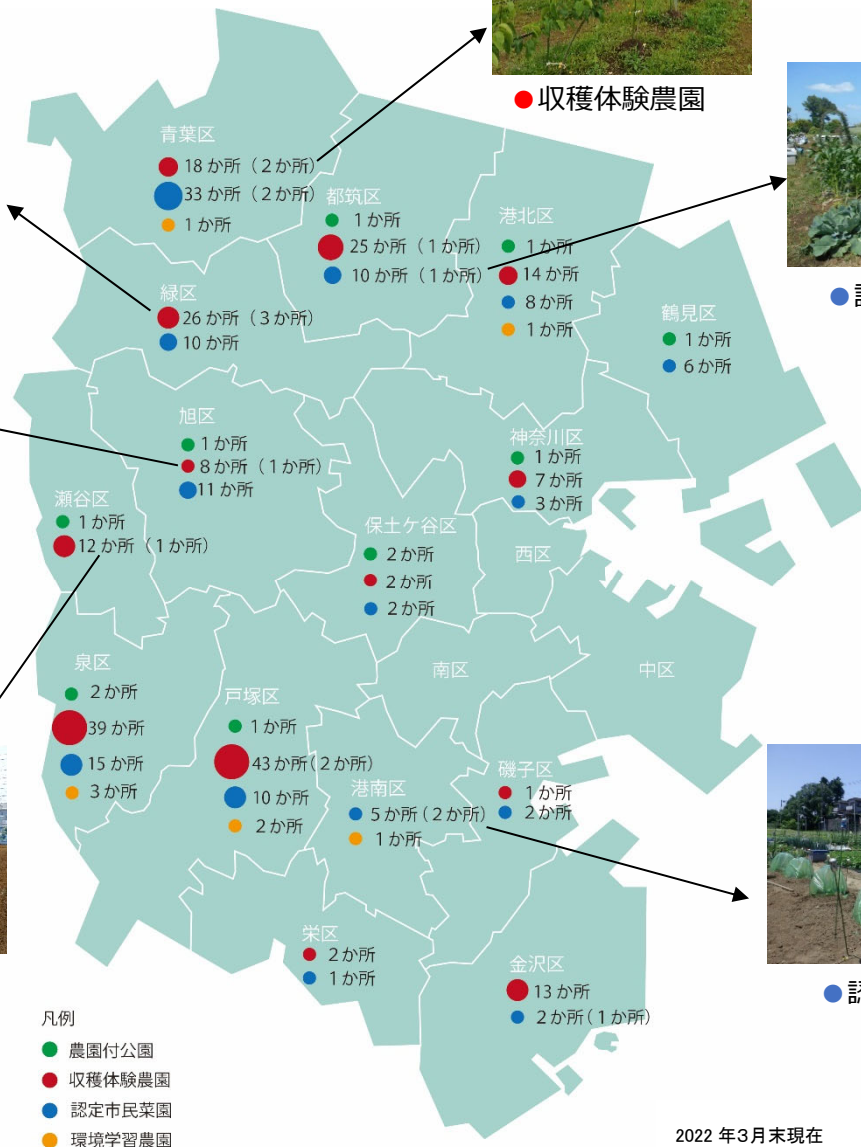 ●収穫体験農園
青葉区
18か所（2か所）
33か所（2か所）
1か所
都筑区
1か所
25か所（1か所）
10か所（1か所）
港北区
1か所
14か所
8か所
1か所
緑区
26か所（3か所）
10か所
鶴見区
1か所
6か所
旭区
1か所
8か所（1か所）
11か所
神奈川区
1か所
7か所
3か所
瀬谷区
1か所
12か所（1か所）
保土ケ谷区
2か所
2か所
2か所
西区
泉区
2か所
39か所
15か所
3か所
戸塚区
1か所
43か所（2か所）
10か所
2か所
南区
中区
港南区
5か所（2か所）
1か所
磯子区
1か所
2か所
栄区
2か所
1か所
金沢区
13か所
2か所（1か所）
凡例
農園付公園
収穫体験農園
認定市民菜園
環境学習農園
2022年3月末現在